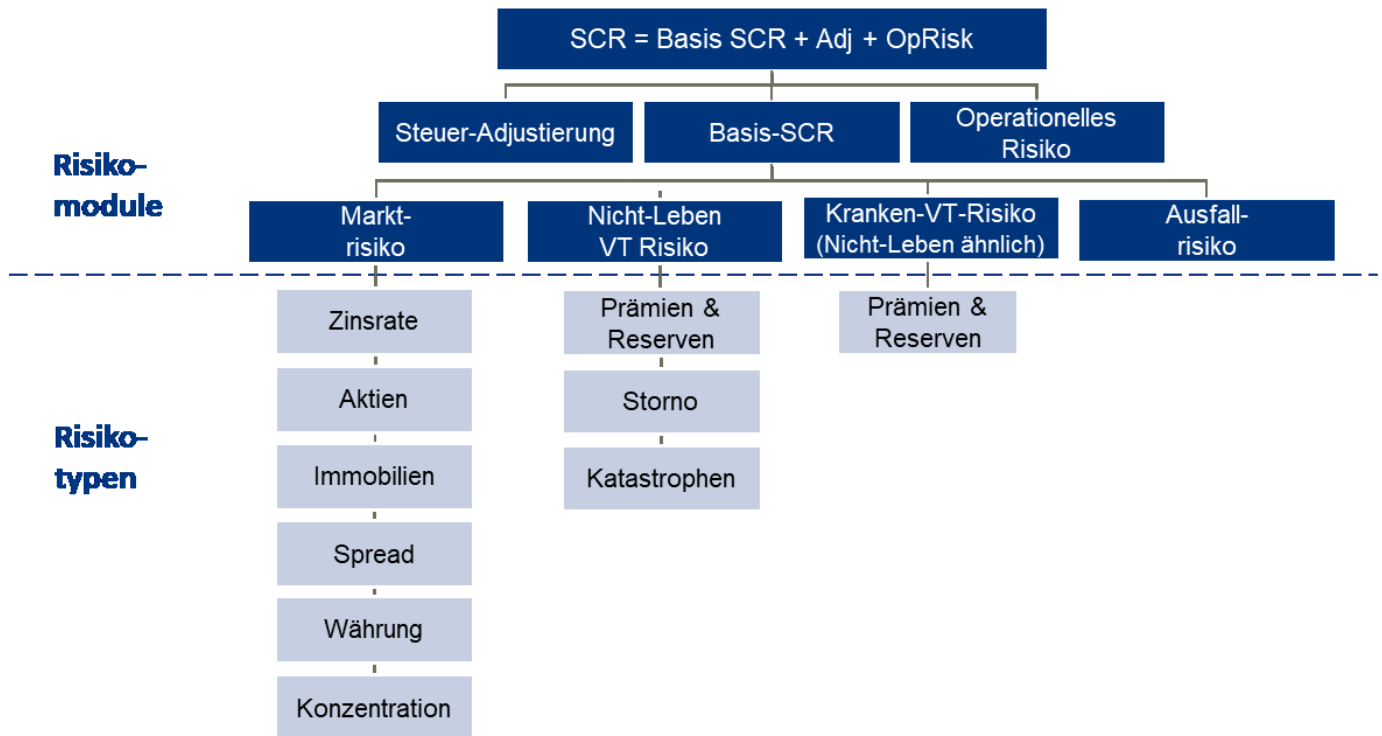 SCR = Basis SCR + Adj + OpRisk
Steuer-Adjustierung
Basis-SCR
Operationelles
Risiko
Risiko-
module
Markt-
risiko
Nicht-Leben
VT Risiko
Kranken-VT-Risiko
(Nicht-Leben ähnlich)
Ausfall-
risiko
Risiko-
typen
Zinsrate
Aktien
Immobilien
Spread
Währung
Konzentration
Prämien &
Reserven
Storno
Katastrophen
Prämien &
Reserven